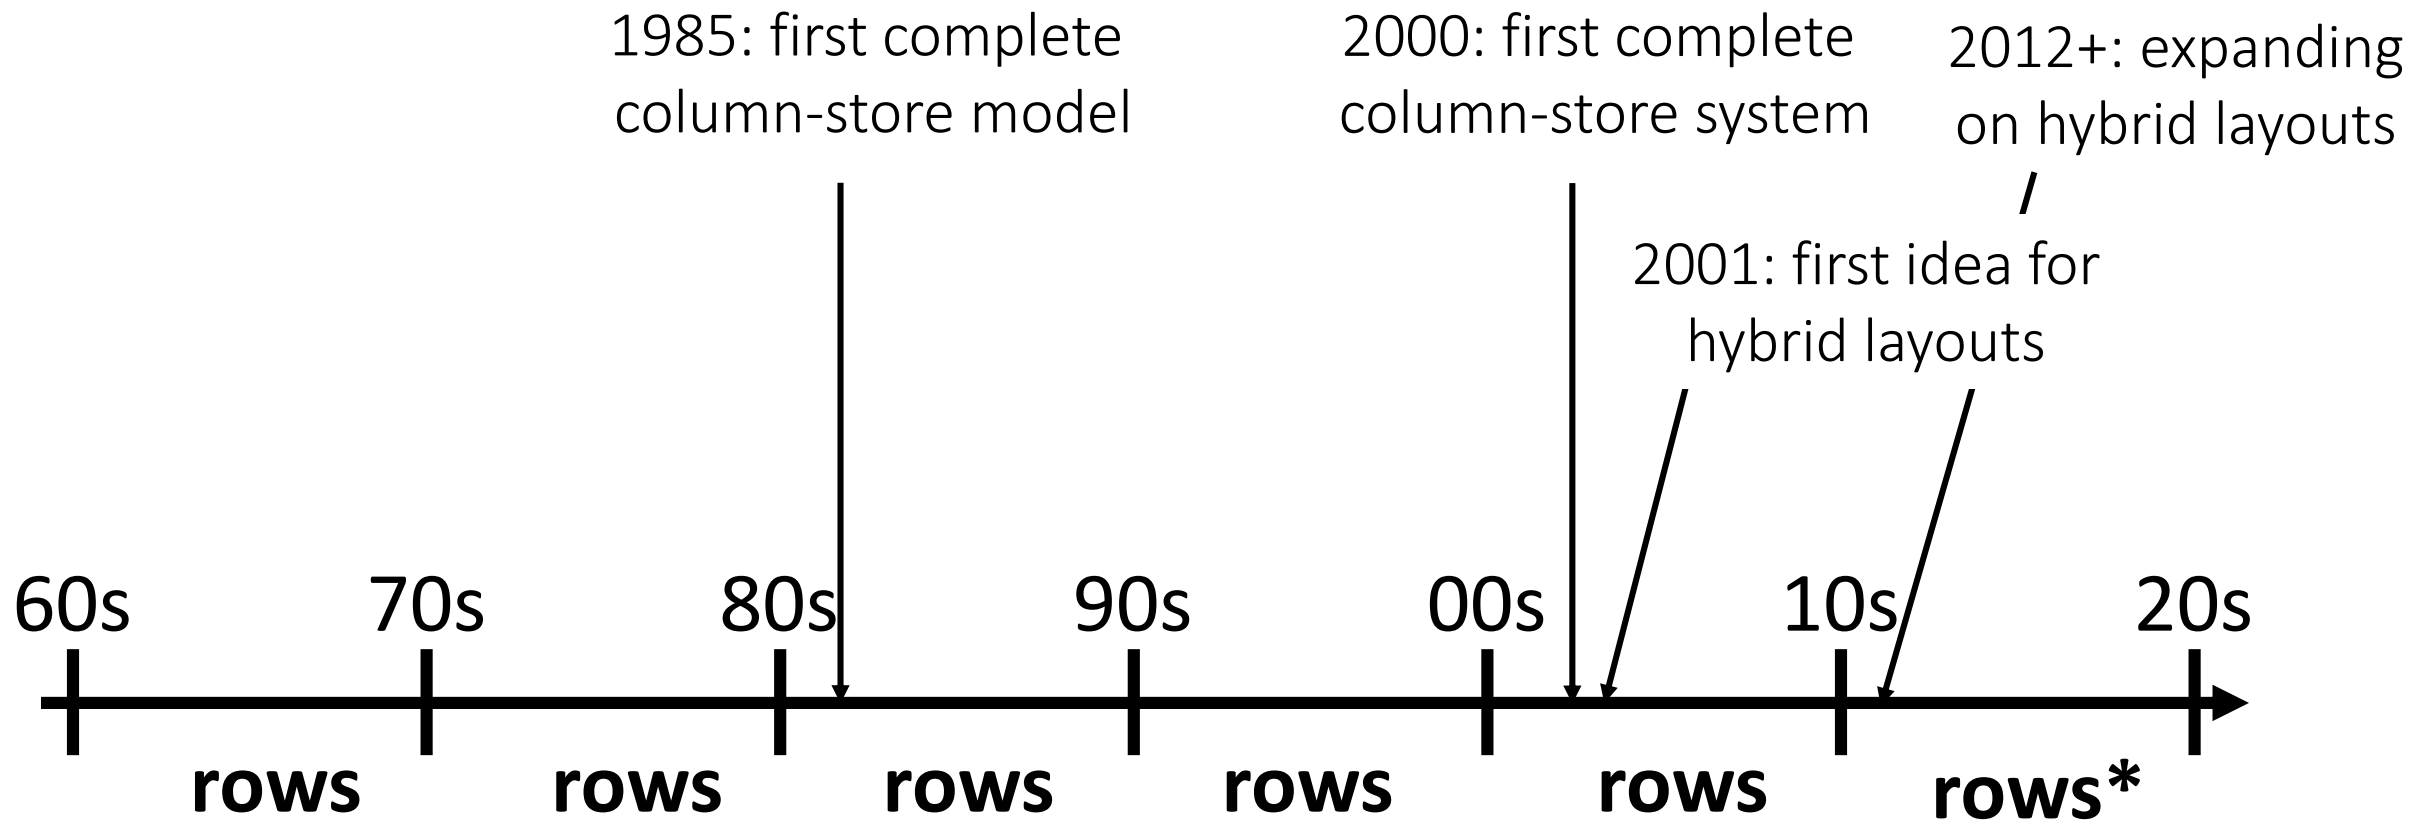 1985: first complete
column-store model
2000: first complete
column-store system
2012+: expanding
on hybrid layouts
2001: first idea for
hybrid layouts
60s 70s 80s 90s 00s 10s 20s
rows rows rows rows rows rows*